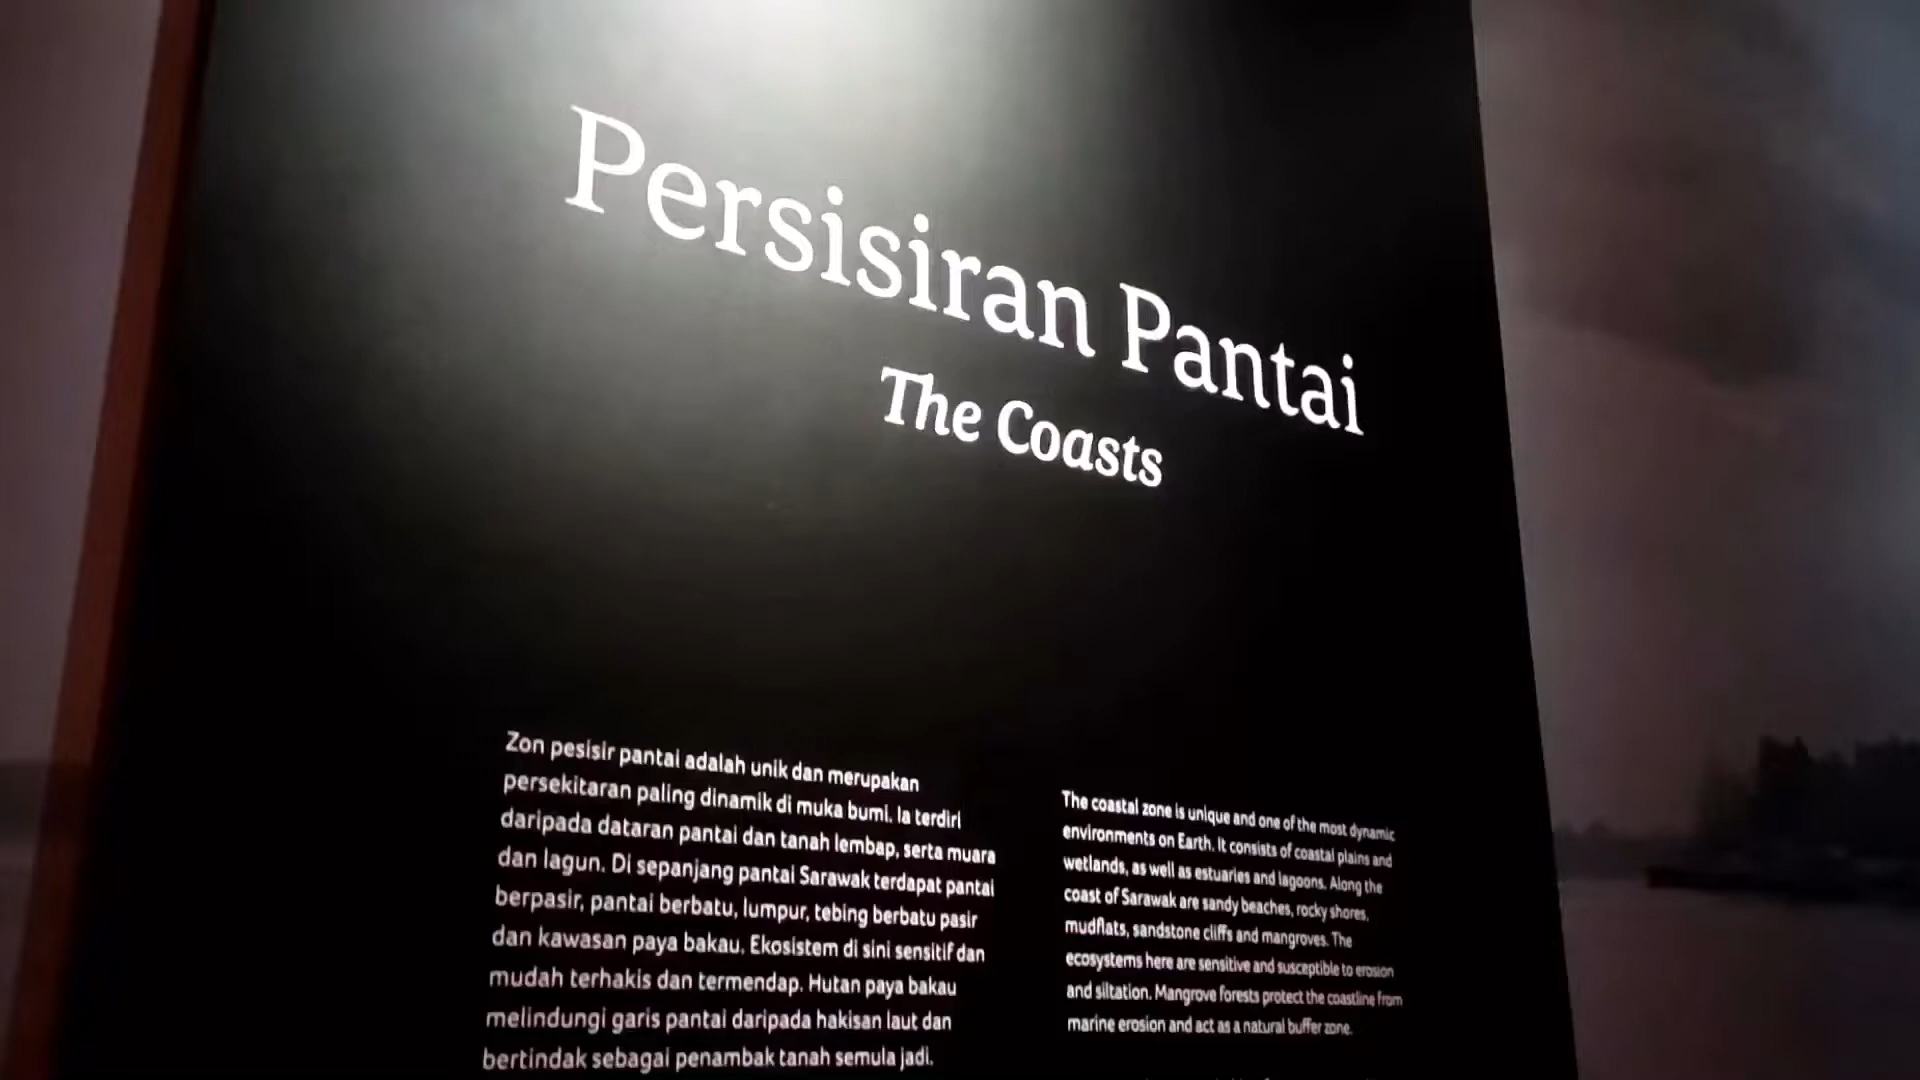 Persisiran Pantai
The Coasts
Zon pesisir pantai adalah unik dan merupakan
persekitaran paling dinamik di muka bumi. Ia terdiri
daripada dataran pantai dan tanah lembap, serta muara
dan lagun. Di sepanjang pantai Sarawak terdapat pantai
berpasir, pantai berbatu, lumpur, tebing berbatu pasir
dan kawasan paya bakau. Ekosistem di sini sensitif dan
mudah terhakis dan termendap. Hutan paya bakau
melindungi garis pantai daripada hakisan laut dan
bertindak sebagai penambak tanah semula jadi.
The coastal zone is unique and one of the most dynamic
environments on Earth. It consists of coastal plains and
wetlands, as well as estuaries and lagoons. Along the
coast of Sarawak are sandy beaches, rocky shores,
mudflats, sandstone cliffs and mangroves. The
ecosystems here are sensitive and susceptible to erosion
and siltation. Mangrove forests protect the coastline from
marine erosion and act as a natural buffer zone.